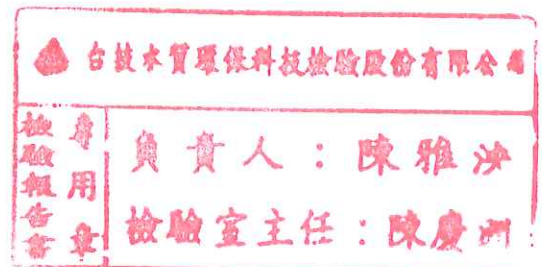 台技水質環保科技檢驗股份有限公司
檢驗報告書
專用章
負責人：陳雅
檢驗室主任：陳慶